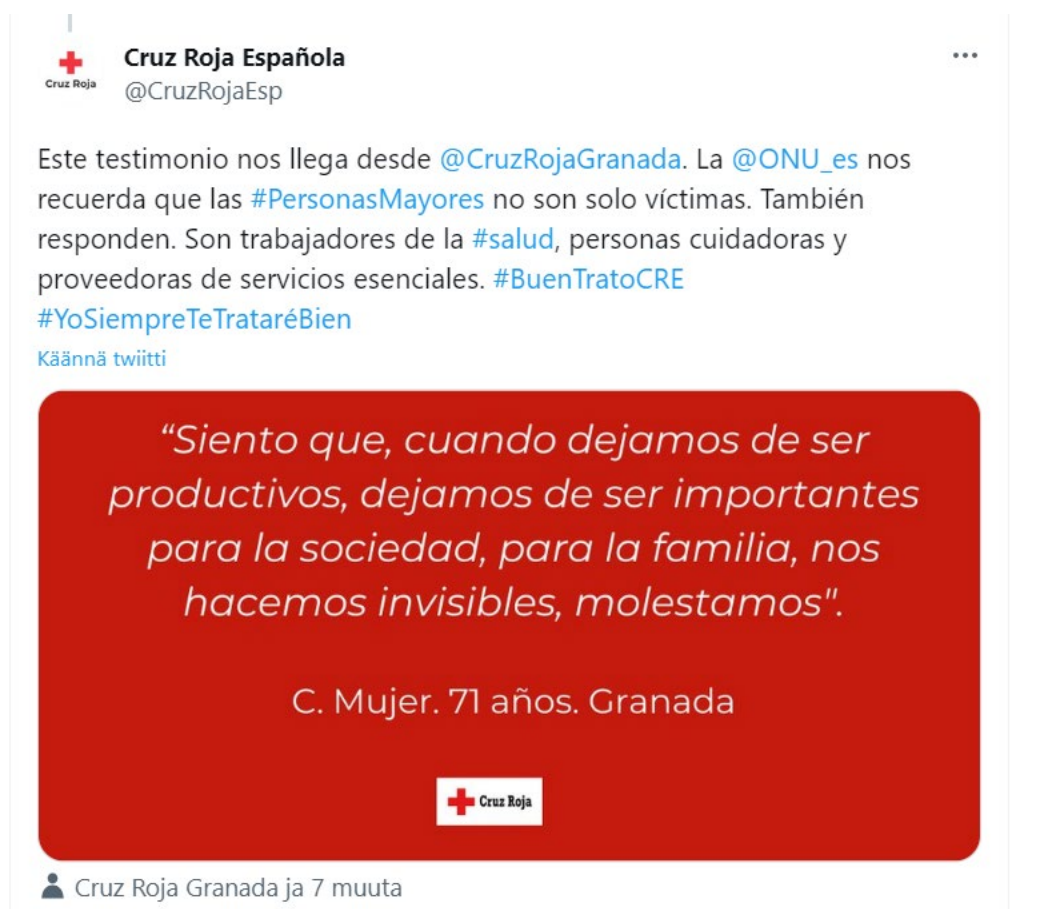 Cruz Roja Española
Cruz Roja
@CruzRojaEsp
Este testimonio nos llega desde @CruzRojaGranada. La @ONU_es nos
recuerda que las #PersonasMayores no son solo víctimas. También
responden. Son trabajadores de la #salud, personas cuidadoras y
proveedoras de servicios esenciales. #BuenTratoCRE
#YoSiempreTeTrataréBien
Käännä twiitti
“Siento que, cuando dejamos de ser
productivos, dejamos de ser importantes
para la sociedad, para la familia, nos
hacemos invisibles, molestamos".
C. Mujer. 71 años. Granada
Cruz Roja
Cruz Roja Granada ja 7 muuta